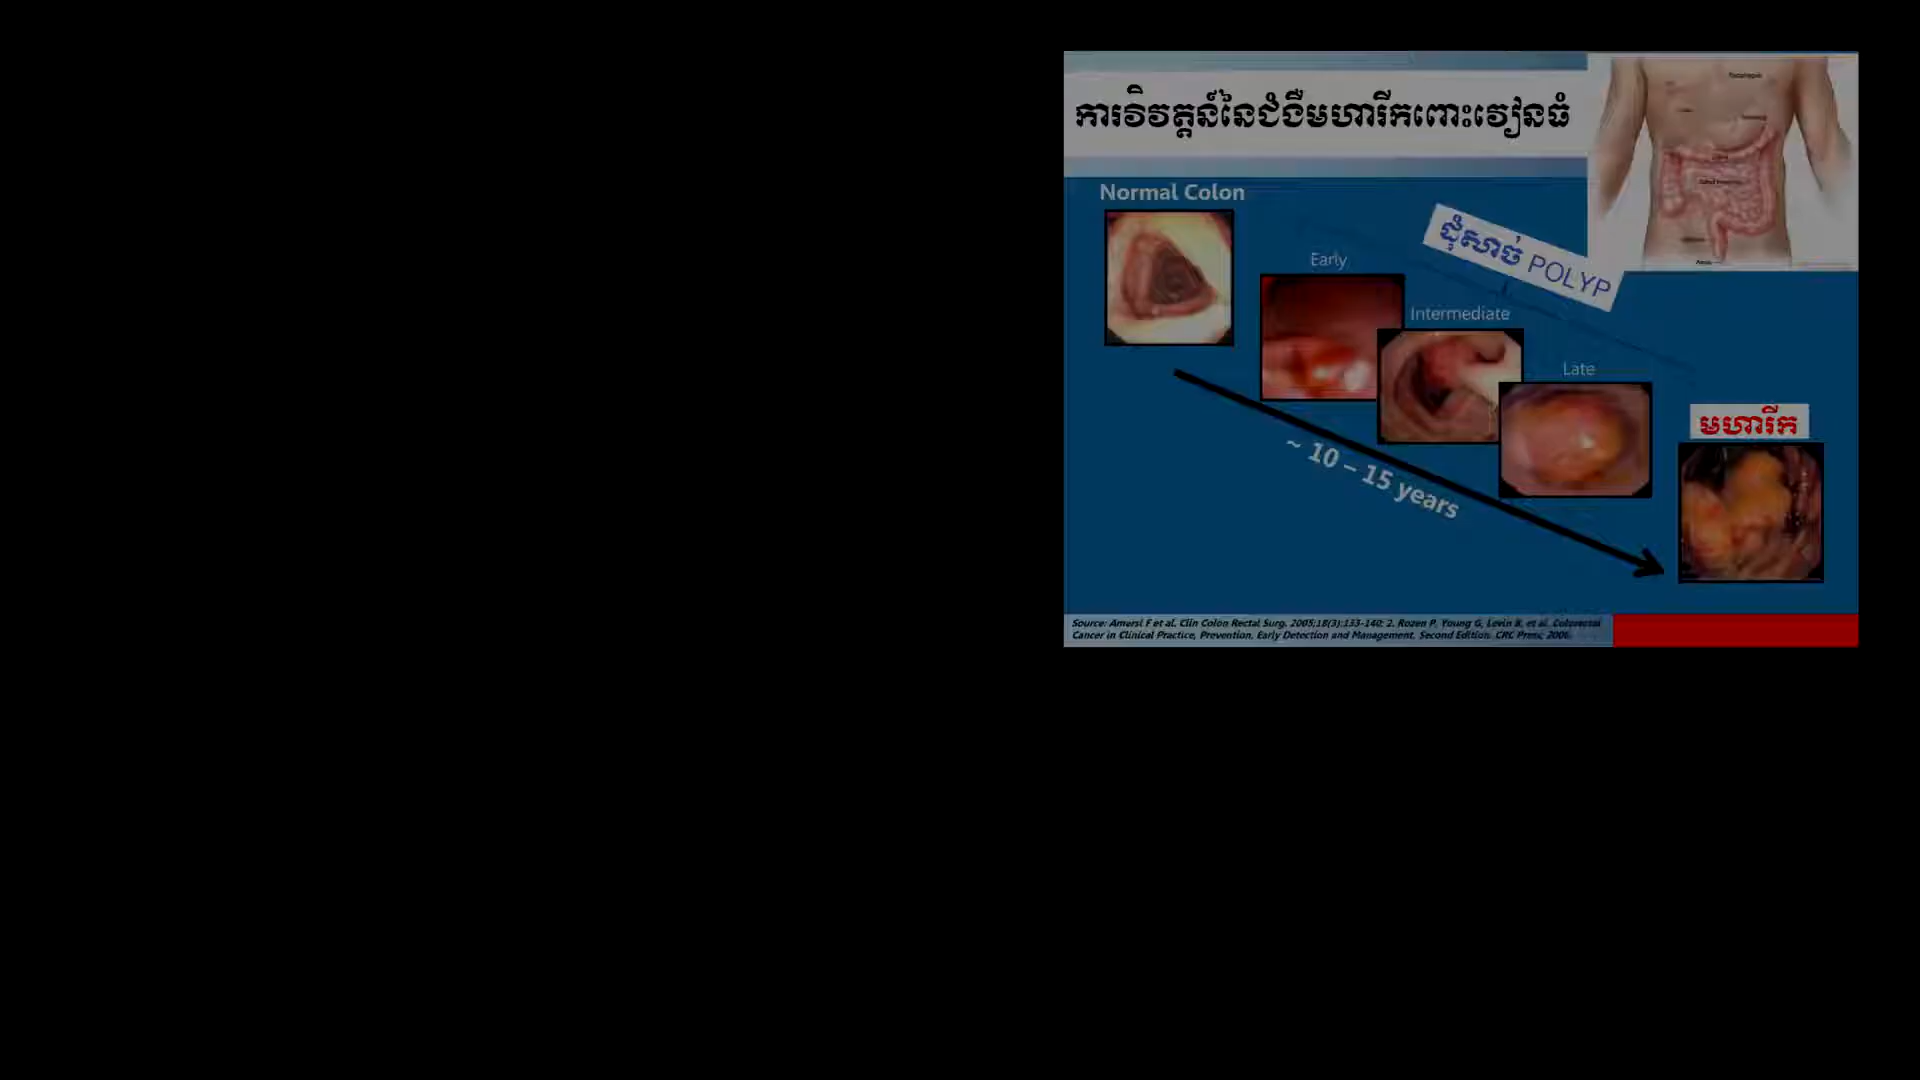 ការវិវត្តន៍នៃជំងឺមហារីកពោះវៀនធំ
Normal Colon
Early
ដុំសាច់ POLYP
Intermediate
Late
មហារីក
~ 10 – 15 years
Source: Amersi F et al. Clin Colon Rectal Surg. 2005;18(3):133-140; 2. Rozen P, Young G, Levin B, et al. Colorectal
Cancer in Clinical Practice, Prevention, Early Detection and Management, Second Edition. CRC Press; 2006.